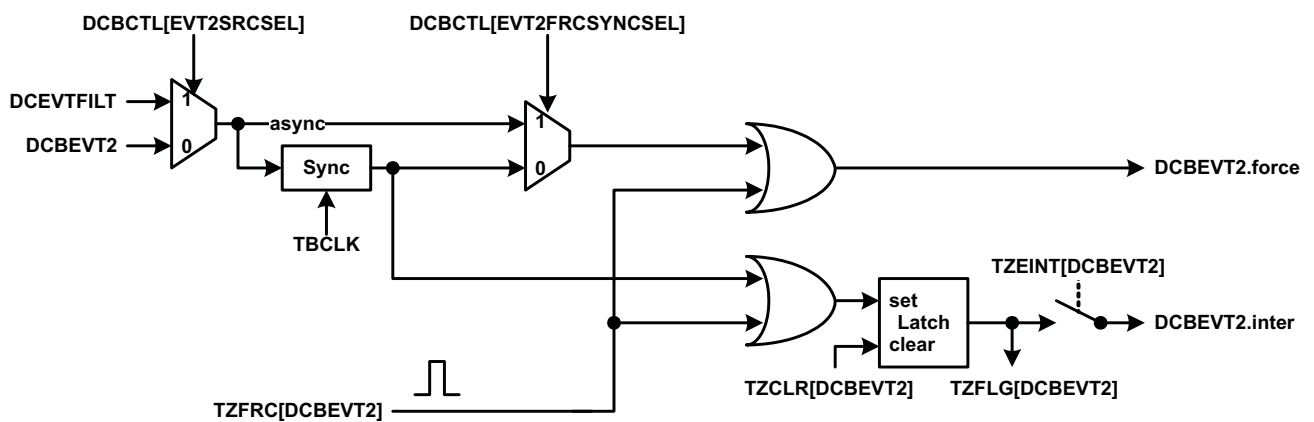 DCBCTL[EVT2SRCSEL]
DCBCTL[EVT2FRCSYNCSEL]
DCEVTFILT
1
async
1
DCBEVT2
0
Sync
0
DCBEVT2.force
TBCLK
TZEINT[DCBEVT2]
set
Latch
clear
DCBEVT2.inter
TZCLR[DCBEVT2]
TZFLG[DCBEVT2]
TZFRC[DCBEVT2]